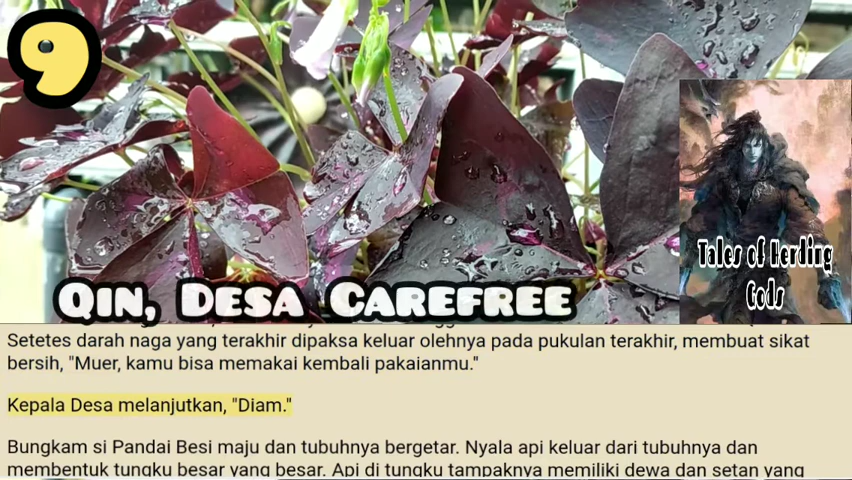 9
Tales of Herding
Gods
QIN, DESA CAREFREE
Setetes darah naga yang terakhir dipaksa keluar olehnya pada pukulan terakhir, membuat sikat
bersih, "Muer, kamu bisa memakai kembali pakaianmu."
Kepala Desa melanjutkan, "Diam."
Bungkam si Pandai Besi maju dan tubuhnya bergetar. Nyala api keluar dari tubuhnya dan
membentuk tungku besar yang besar. Api di tungku tampaknya memiliki dewa dan setan yang